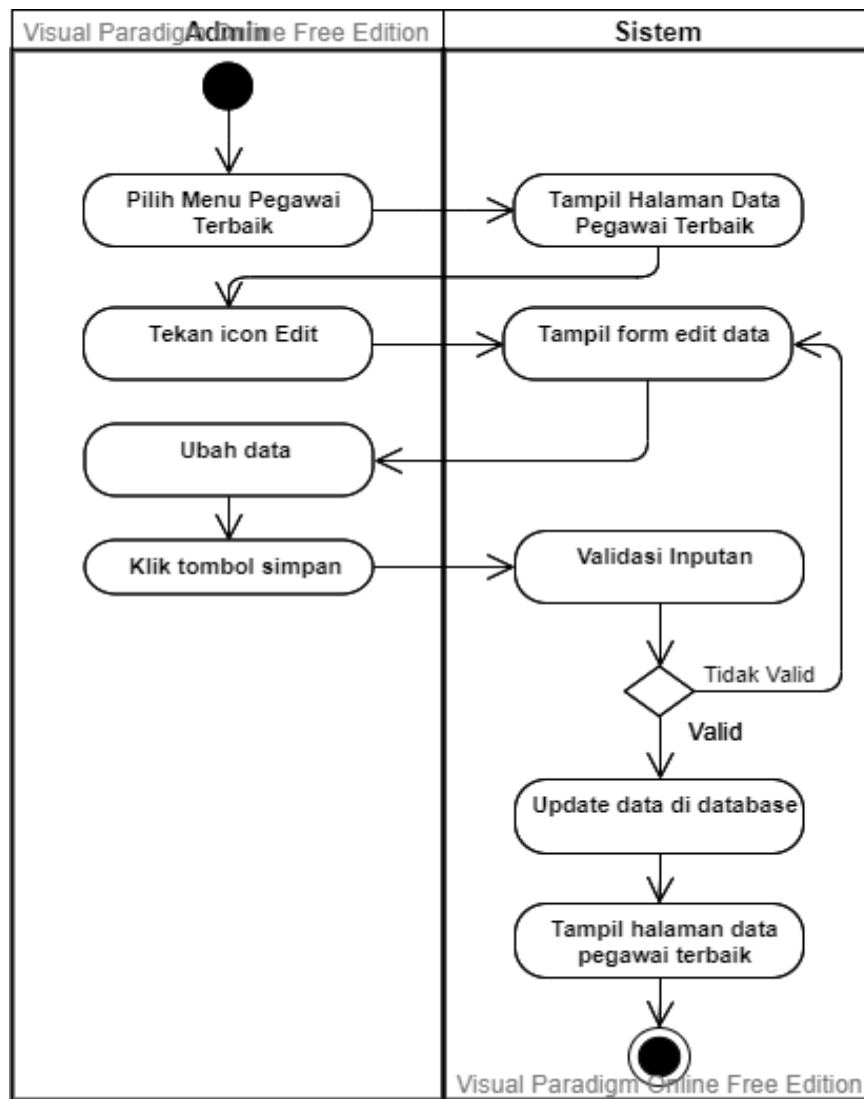 Visual Paradigm Online Free Edition
Admin
Sistem
Pilih Menu Pegawai
Terbaik
Tampil Halaman Data
Pegawai Terbaik
Tekan icon Edit
Tampil form edit data
Ubah data
Klik tombol simpan
Validasi Inputan
Tidak Valid
Valid
Update data di database
Tampil halaman data
pegawai terbaik
Visual Paradigm Online Free Edition